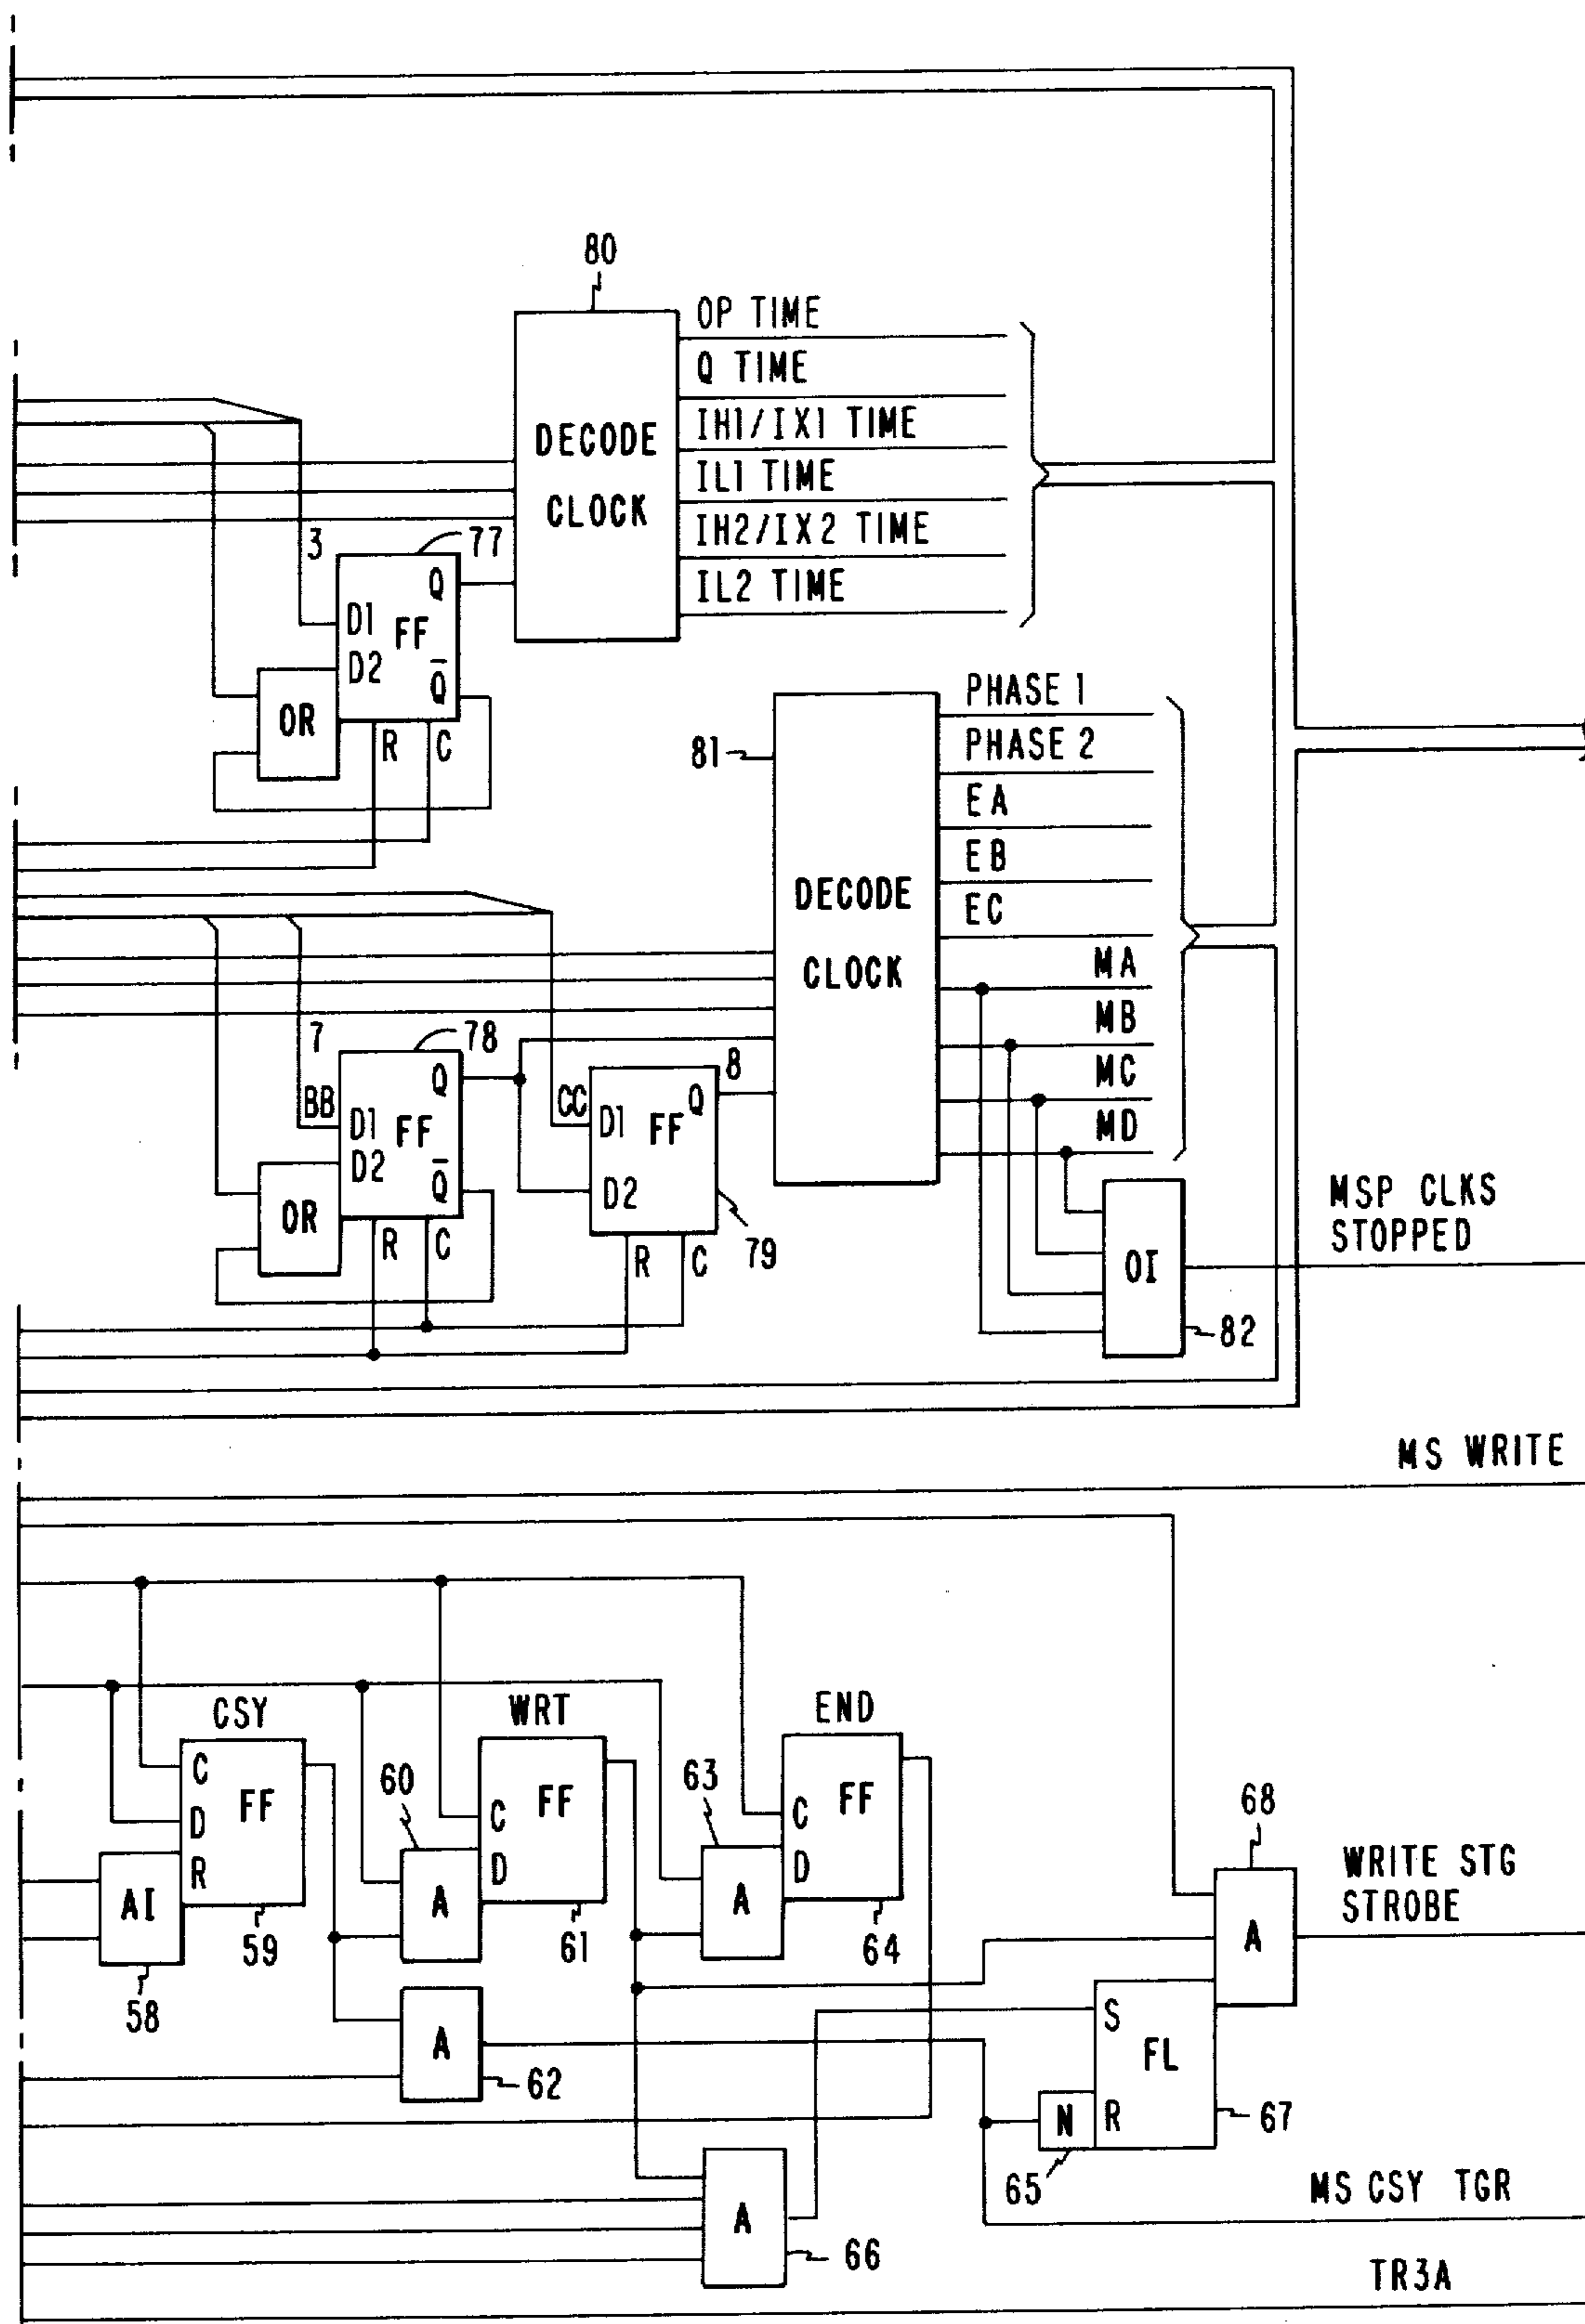 80
OP TIME
Q TIME
IH1/IX1 TIME
IL1 TIME
IH2/IX2 TIME
IL2 TIME
DECODE
CLOCK
3
77
Q
D1
FF
D2
Q̅
OR
R
C
PHASE 1
PHASE 2
EA
EB
EC
MA
MB
MC
MD
81
DECODE
CLOCK
7
78
BB
Q
D1
FF
D2
Q̅
OR
R
C
8
CC
Q
D1
FF
D2
79
R
C
OI
82
MSP CLKS
STOPPED
MS WRITE
CSY
C
FF
D
R
AI
58
59
WRT
60
C
FF
D
A
61
A
62
END
63
C
FF
D
A
64
68
A
WRITE STG
STROBE
S
FL
N
R
67
65
A
66
MS CSY TGR
TR3A